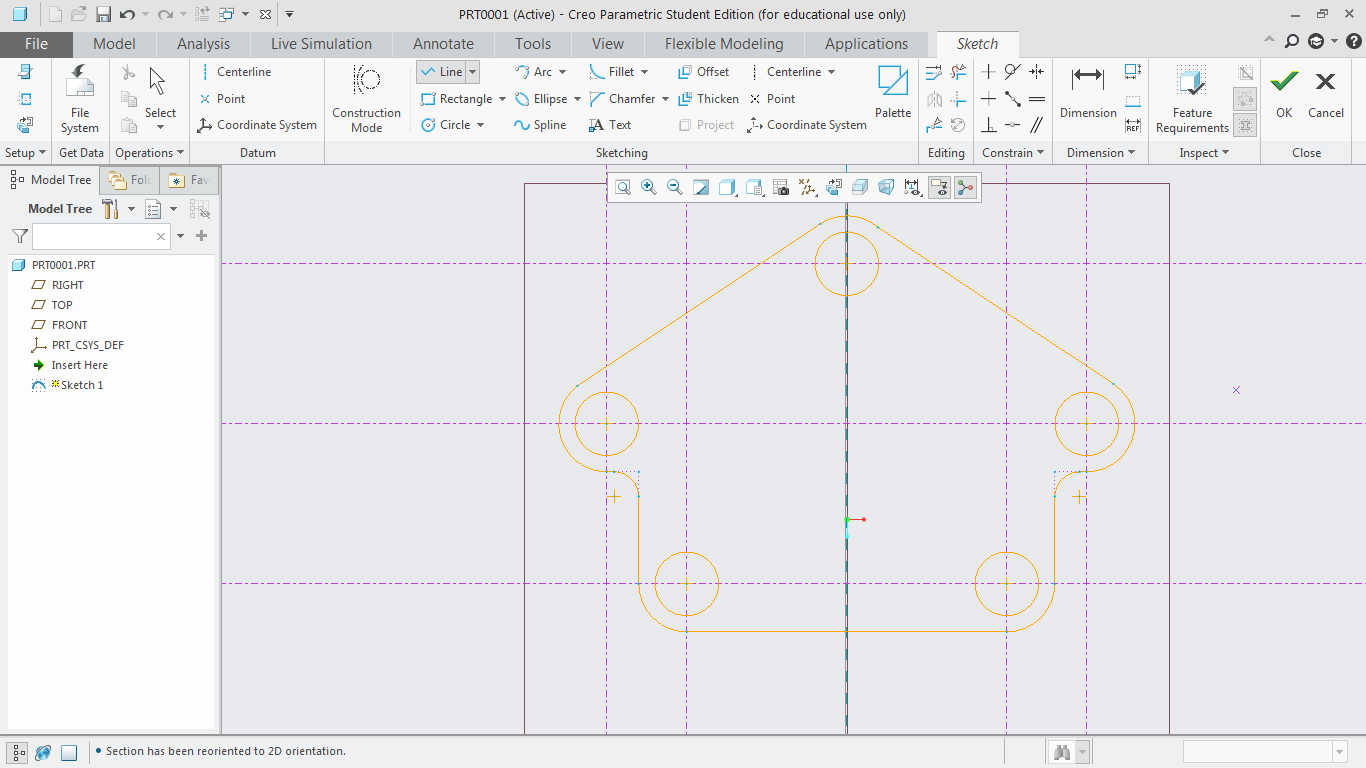 PRT0001 (Active) - Creo Parametric Student Edition (for educational use only)
File Model Analysis Live Simulation Annotate Tools View Flexible Modeling Applications Sketch
File System
Select
Centerline
Point
Coordinate System
Construction Mode
Line Arc Fillet Offset Centerline
Rectangle Ellipse Chamfer Thicken Point
Circle Spline Text Project Coordinate System
Palette
Dimension
REF
Feature Requirements
OK
Cancel
Setup Get Data Operations Datum Sketching Editing Constrain Dimension Inspect Close
Model Tree Fol Fav
Model Tree
PRT0001.PRT
RIGHT
TOP
FRONT
PRT_CSYS_DEF
Insert Here
Sketch 1
• Section has been reoriented to 2D orientation.